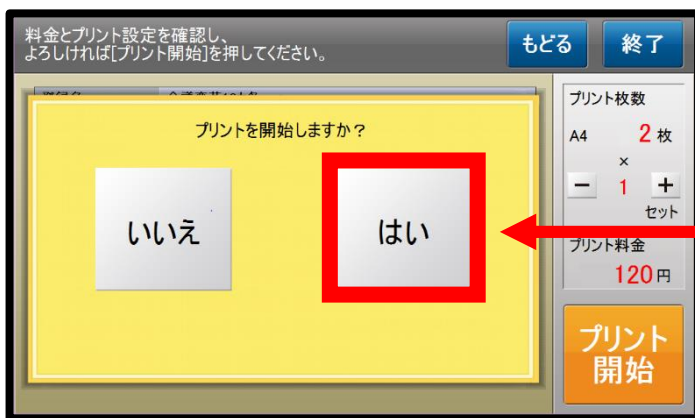 料金とプリント設定を確認し、
よろしければ[プリント開始]を押してください。
もどる
終了
プリントを開始しますか？
いいえ
はい
プリント枚数
A4 2 枚
×
− 1 +
セット
プリント料金
120円
プリント
開始